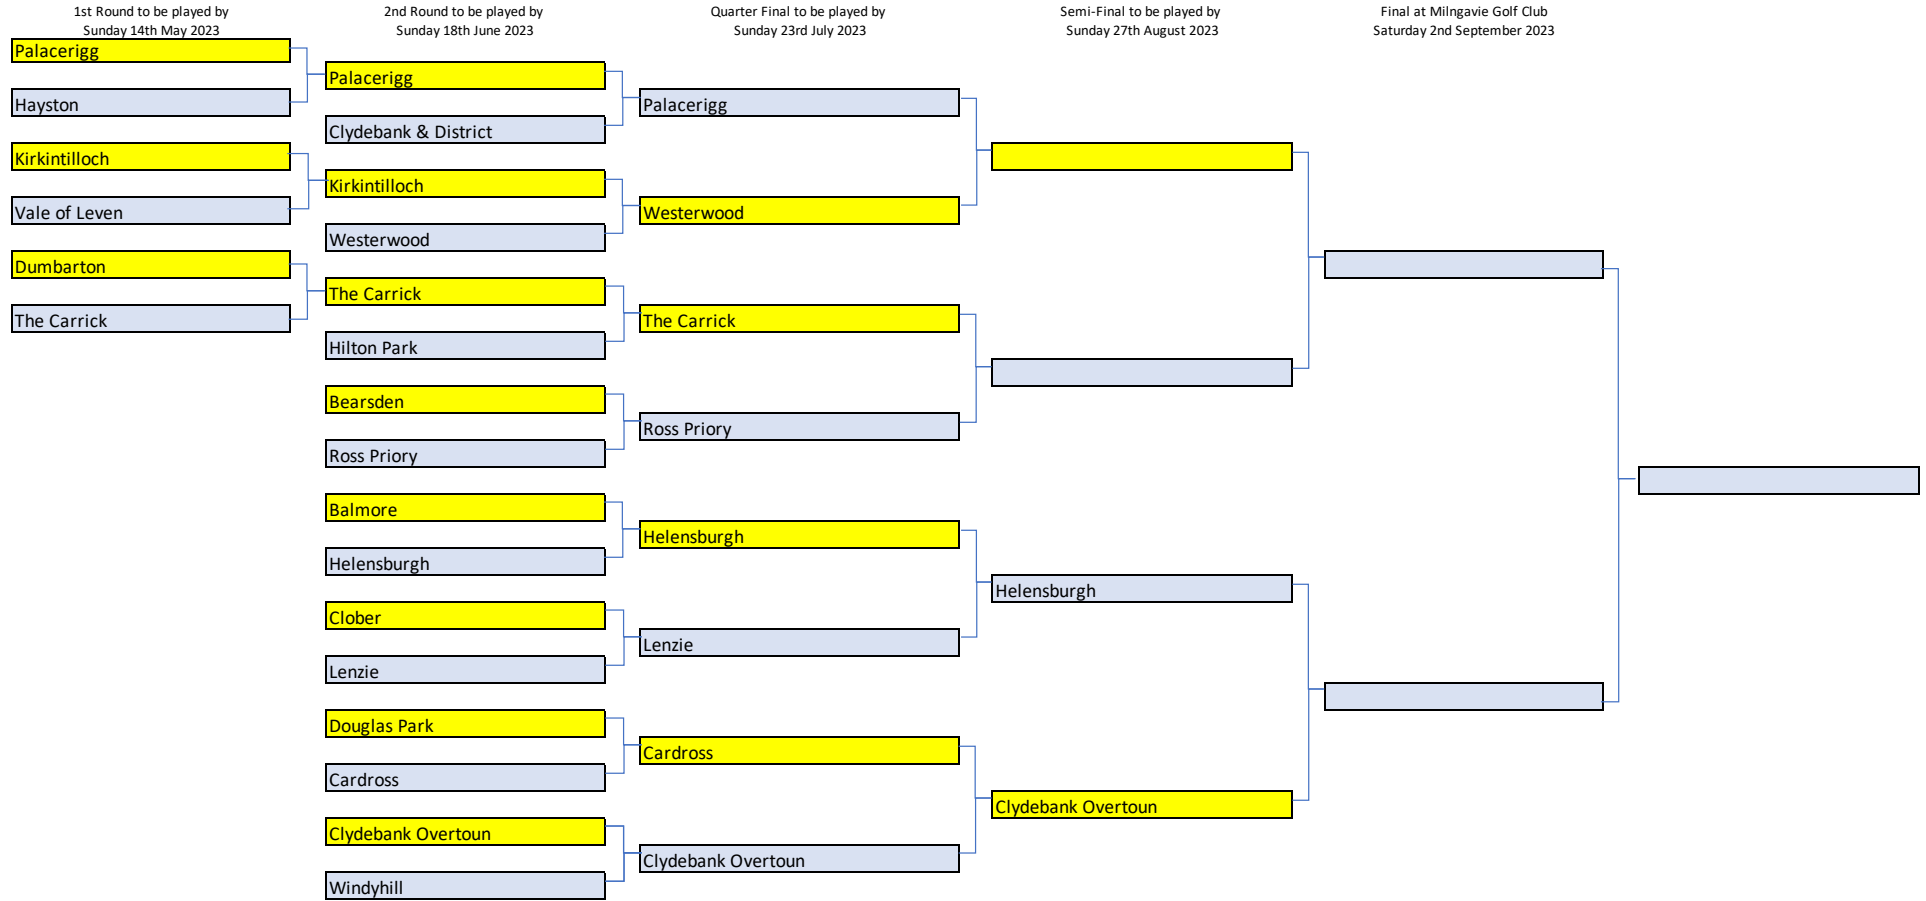 1st Round to be played by
Sunday 14th May 2023
2nd Round to be played by
Sunday 18th June 2023
Quarter Final to be played by
Sunday 23rd July 2023
Semi-Final to be played by
Sunday 27th August 2023
Final at Milngavie Golf Club
Saturday 2nd September 2023
Palacerigg
Hayston
Kirkintilloch
Vale of Leven
Dumbarton
The Carrick
Palacerigg
Clydebank & District
Kirkintilloch
Westerwood
The Carrick
Hilton Park
Bearsden
Ross Priory
Balmore
Helensburgh
Clober
Lenzie
Douglas Park
Cardross
Clydebank Overtoun
Windyhill
Palacerigg
Westerwood
The Carrick
Ross Priory
Helensburgh
Lenzie
Cardross
Clydebank Overtoun
Helensburgh
Clydebank Overtoun